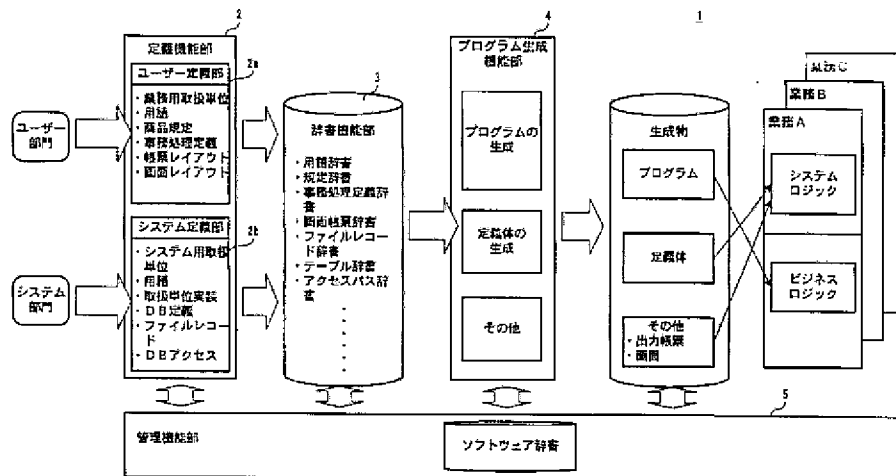 1
2
定義機能部
2a
ユーザー定義部
・業務用取扱単位
・用語
・商品規定
・事務処理定義
・帳票レイアウト
・画面レイアウト
ユーザー
部門
システム定義部
2b
・システム用取扱
単位
・用語
・取扱単位実装
・DB定義
・ファイルレコー
ド
・DBアクセス
システム
部門
3
辞書機能部
・用語辞書
・規定辞書
・事務処理定義辞
書
・画面帳票辞書
・ファイルレコー
ド辞書
・テーブル辞書
・アクセスパス辞
書
4
プログラム生成
機能部
プログラムの
生成
定義体の
生成
その他
生成物
プログラム
定義体
その他
・出力帳票
・画面
業務C
業務B
業務A
システム
ロジック
ビジネス
ロジック
5
管理機能部
ソフトウェア辞書